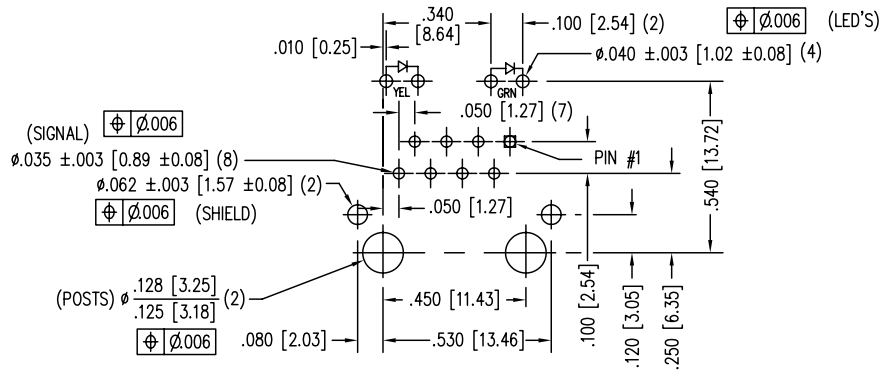 .340
[8.64]
.100 [2.54] (2)
⌖ Ø.006 (LED'S)
.010 [0.25]
ø.040 ±.003 [1.02 ±0.08] (4)
YEL
GRN
.050 [1.27] (7)
(SIGNAL) ⌖ Ø.006
ø.035 ±.003 [0.89 ±0.08] (8)
PIN #1
ø.062 ±.003 [1.57 ±0.08] (2)
⌖ Ø.006 (SHIELD)
.050 [1.27]
.540 [13.72]
(POSTS) ø .128 [3.25] (2)
.125 [3.18]
⌖ Ø.006
.450 [11.43]
.080 [2.03]
.530 [13.46]
.100 [2.54]
.120 [3.05]
.250 [6.35]